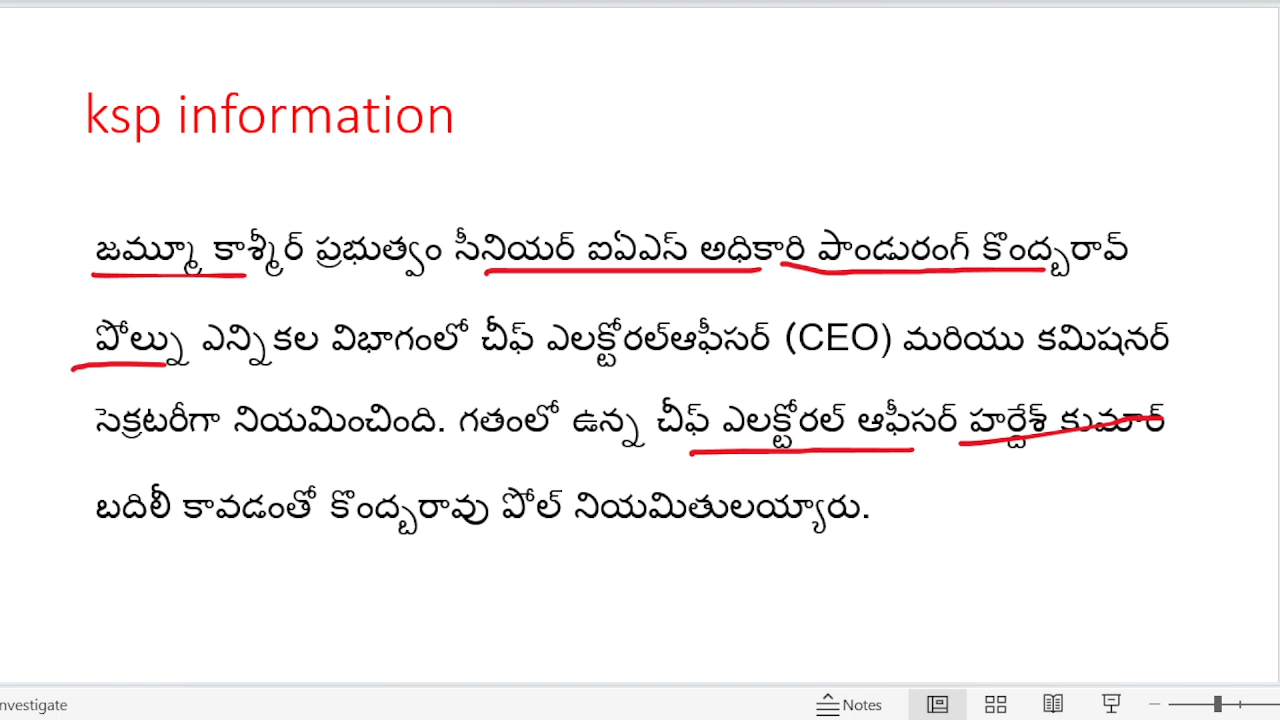 ksp information
జమ్మూ కాశ్మీర్ ప్రభుత్వం సీనియర్ ఐఏఎస్ అధికారి పాండురంగ్ కొంద్బరావ్
పోల్ను ఎన్నికల విభాగంలో చీఫ్ ఎలక్టోరల్ఆఫీసర్ (CEO) మరియు కమిషనర్
సెక్రటరీగా నియమించింది. గతంలో ఉన్న చీఫ్ ఎలక్టోరల్ ఆఫీసర్ హర్దేశ్ కుమార్
బదిలీ కావడంతో కొంద్బరావు పోల్ నియమితులయ్యారు.
nvestigate
Notes